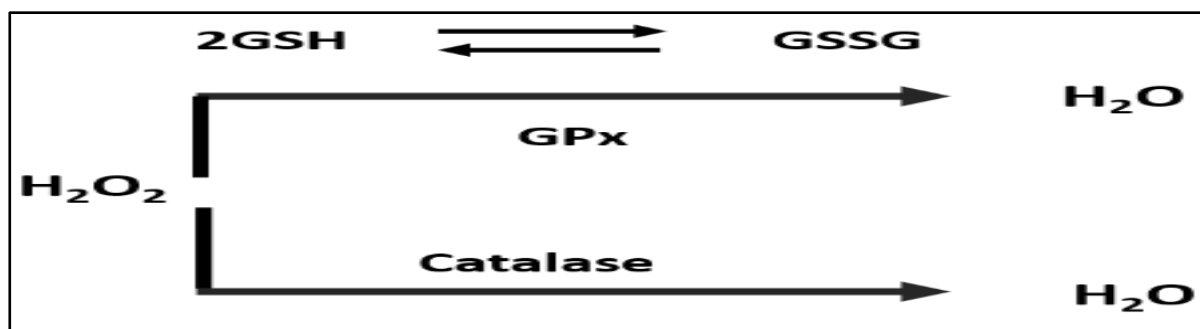 2GSH GSSG
H₂O
GPx
H₂O₂
Catalase
H₂O